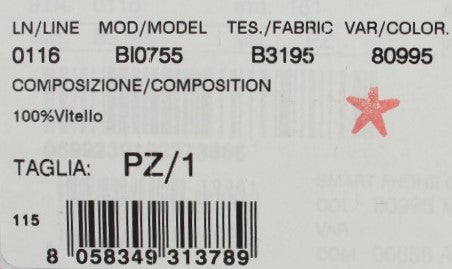 LN/LINE MOD/MODEL TES./FABRIC VAR/COLOR.
0116 BI0755 B3195 80995
COMPOSIZIONE/COMPOSITION
100%Vitello
TAGLIA: PZ/1
115
8 058349 313789